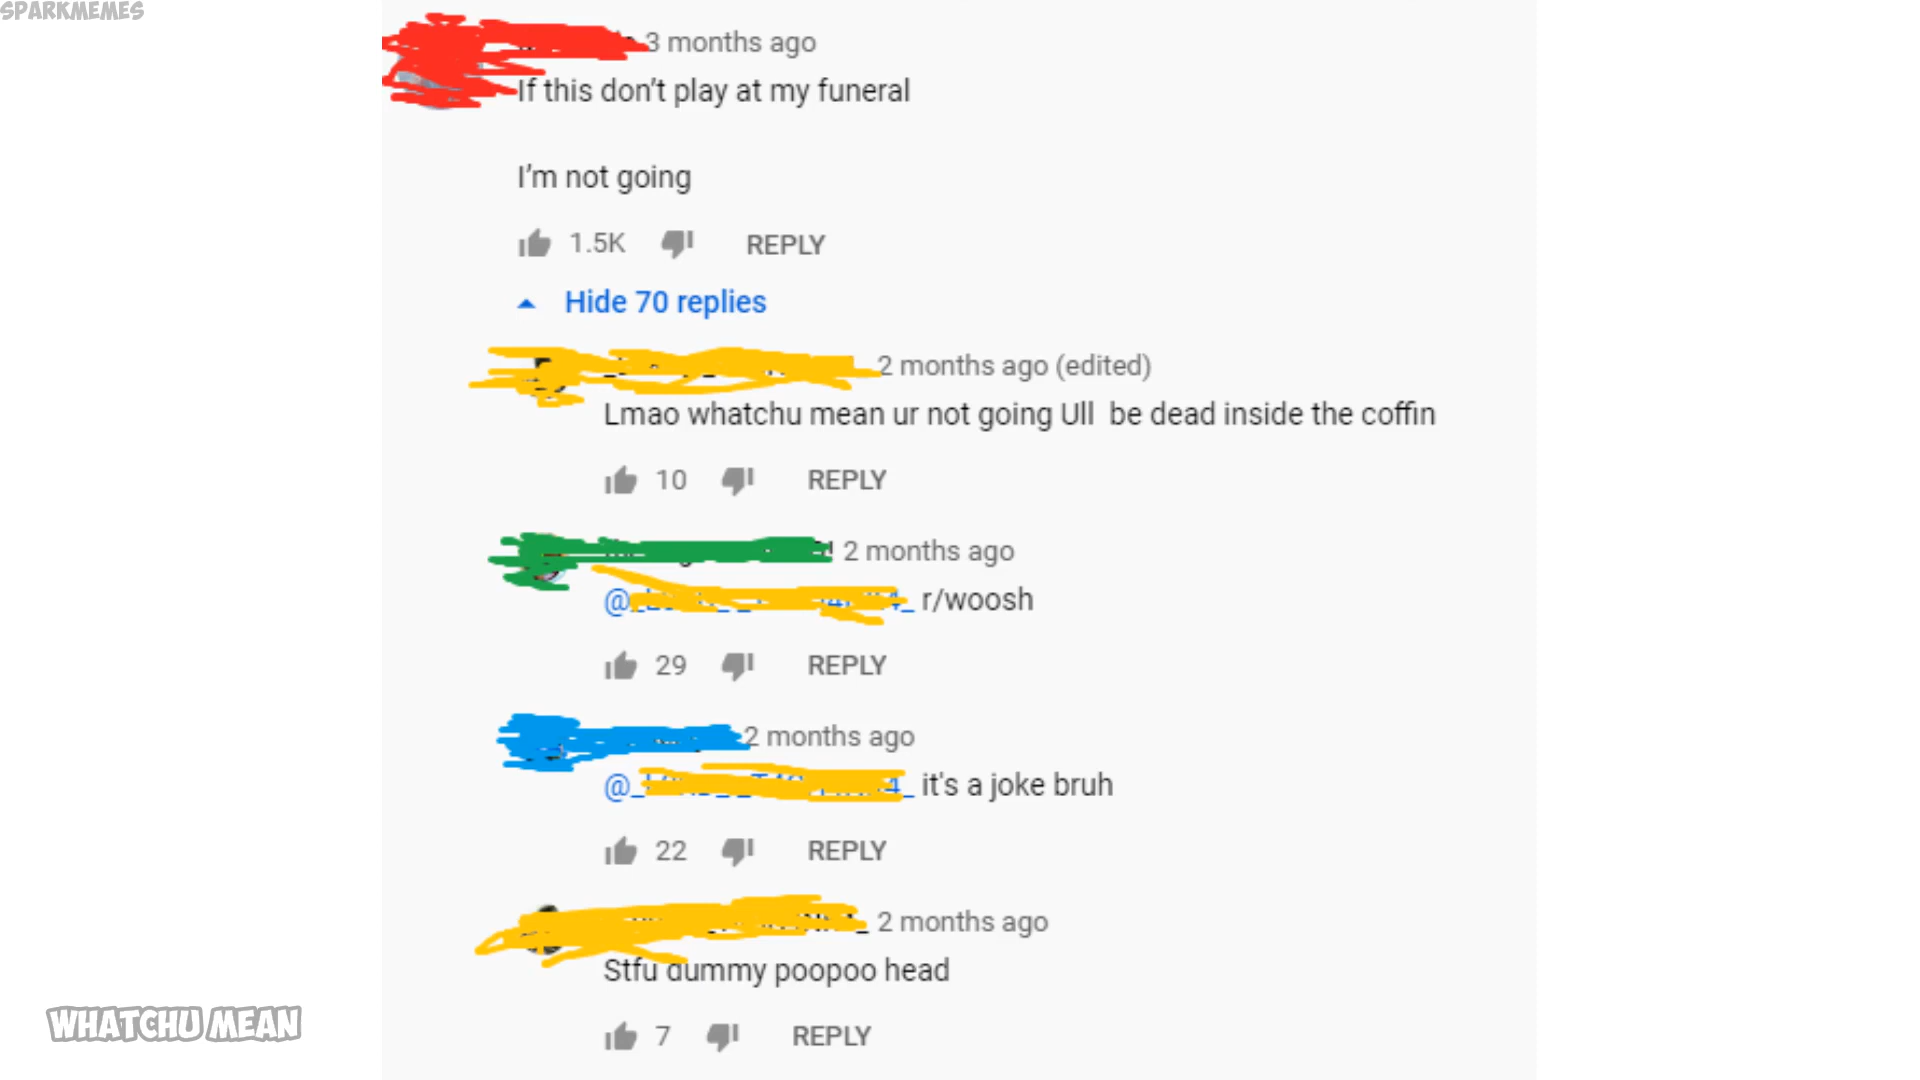 SPARKMEMES
3 months ago
If this don't play at my funeral
I'm not going
1.5K REPLY
Hide 70 replies
2 months ago (edited)
Lmao whatchu mean ur not going Ull be dead inside the coffin
10 REPLY
2 months ago
@ r/woosh
29 REPLY
2 months ago
@_ it's a joke bruh
22 REPLY
2 months ago
Stfu dummy poopoo head
7 REPLY
WHATCHU MEAN